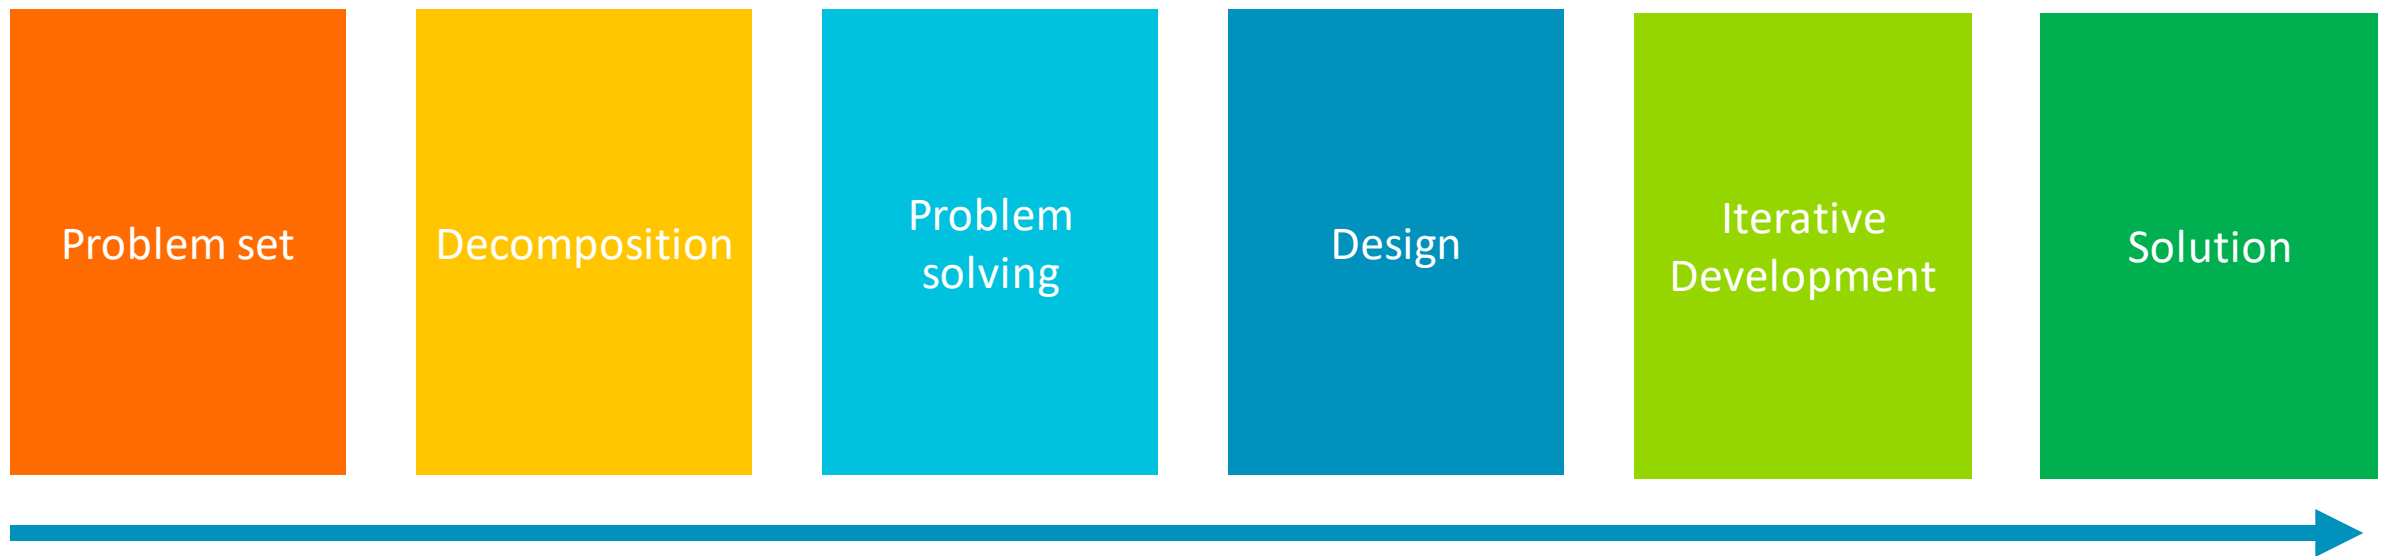 Problem set
Decomposition
Problem
solving
Design
Iterative
Development
Solution